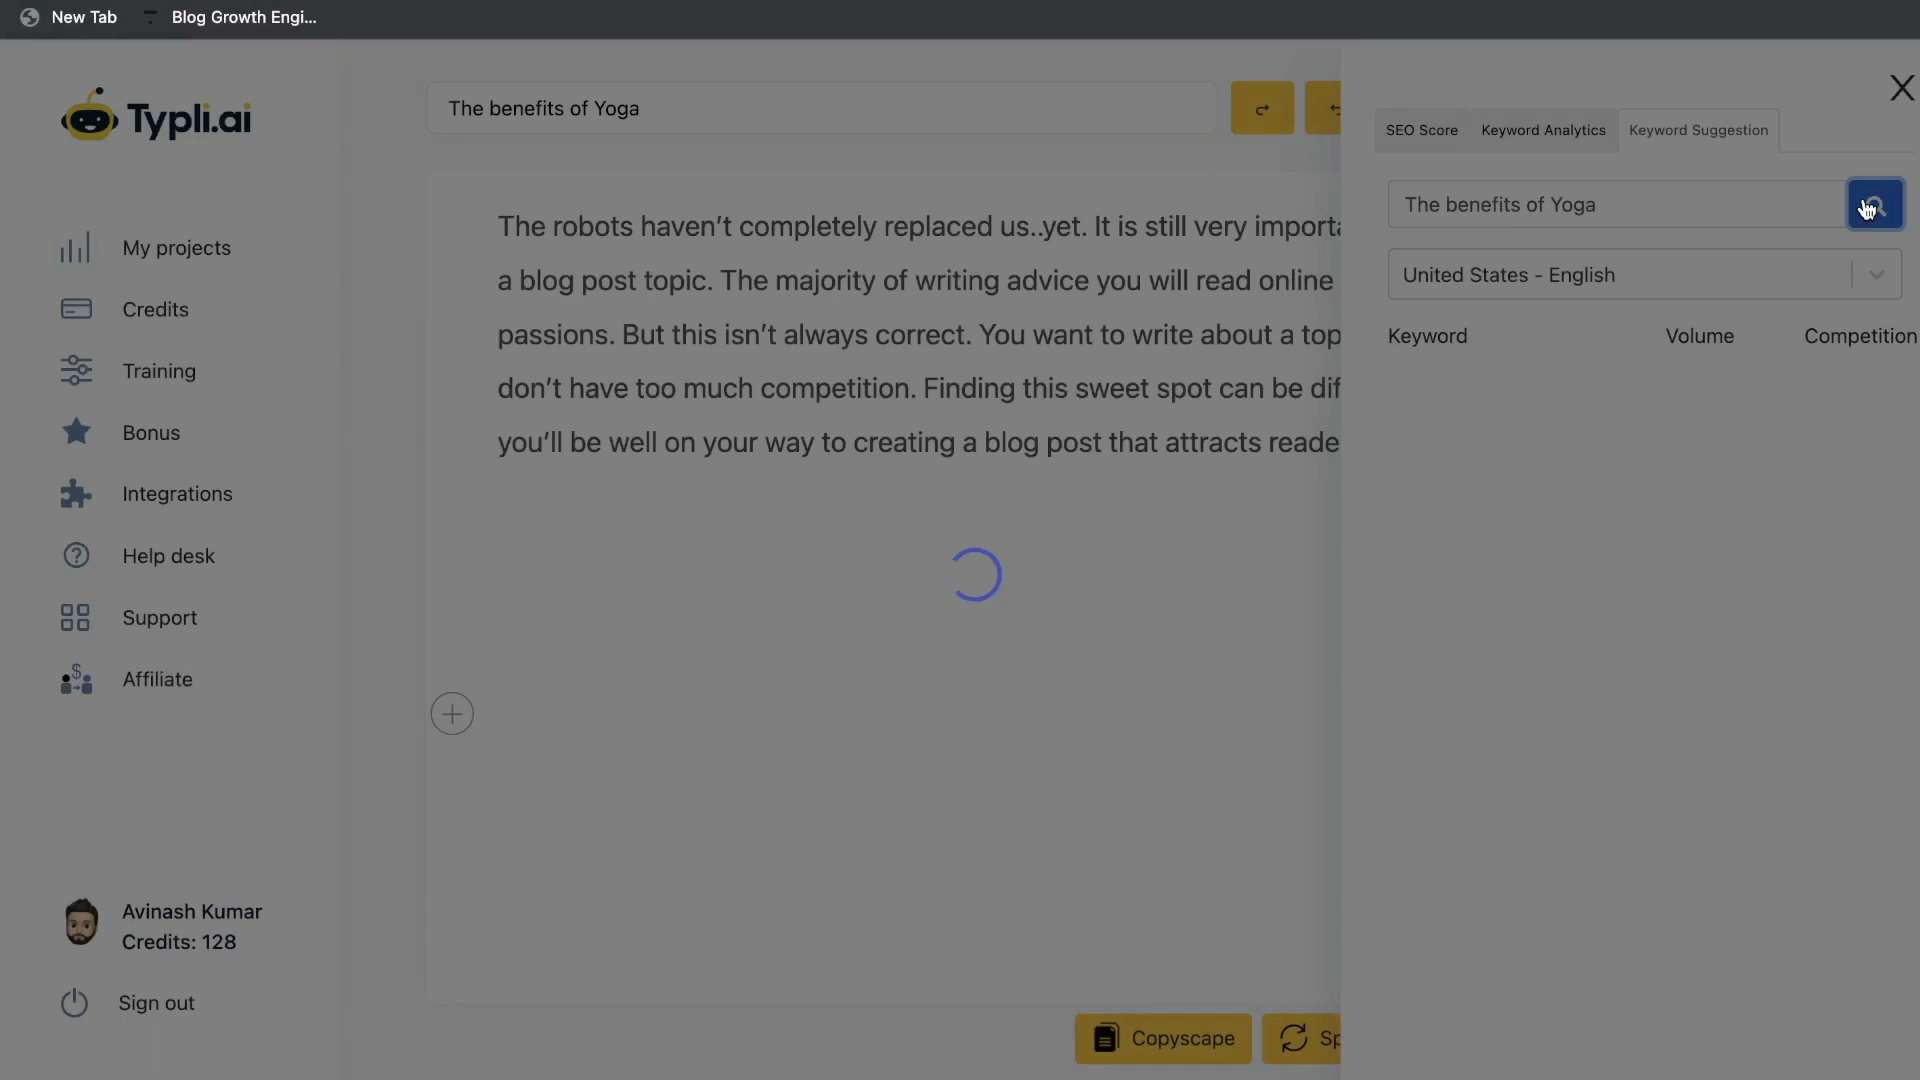 New Tab
Blog Growth Engi...
Typli.ai
My projects
Credits
Training
Bonus
Integrations
Help desk
Support
Affiliate
Avinash Kumar
Credits: 128
Sign out
The benefits of Yoga
The robots haven't completely replaced us..yet. It is still very importa
a blog post topic. The majority of writing advice you will read online
passions. But this isn't always correct. You want to write about a top
don't have too much competition. Finding this sweet spot can be dif
you'll be well on your way to creating a blog post that attracts reade
Copyscape
Sp
X
SEO Score Keyword Analytics Keyword Suggestion
The benefits of Yoga
United States - English
Keyword Volume Competition